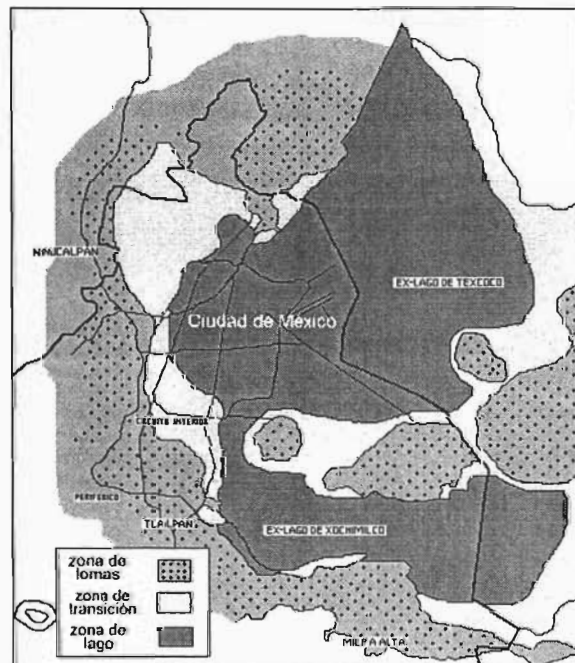 NAUCALPAN
EX-LAGO DE TEXCOCO
Ciudad de México
CIRCUITO INTERIOR
PERIFERICO
TLALPAN
EX-LAGO DE XOCHIMILCO
MILPA ALTA
zona de
lomas
zona de
transición
zona de
lago